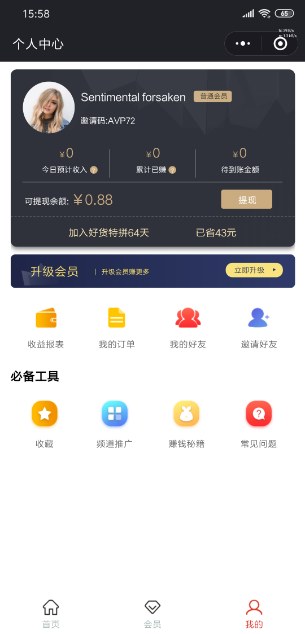 15:58
65
个人中心
Sentimental forsaken 普通会员
邀请码:AVP72
¥0 ¥0 ¥0
今日预计收入 ? 累计已赚 ? 待到账金额
可提现余额: ¥0.88 提现
加入好货特拼64天 已省43元
升级会员 | 升级会员赚更多 立即升级
收益报表 我的订单 我的好友 邀请好友
必备工具
收藏 频道推广 赚钱秘籍 常见问题
首页 会员 我的